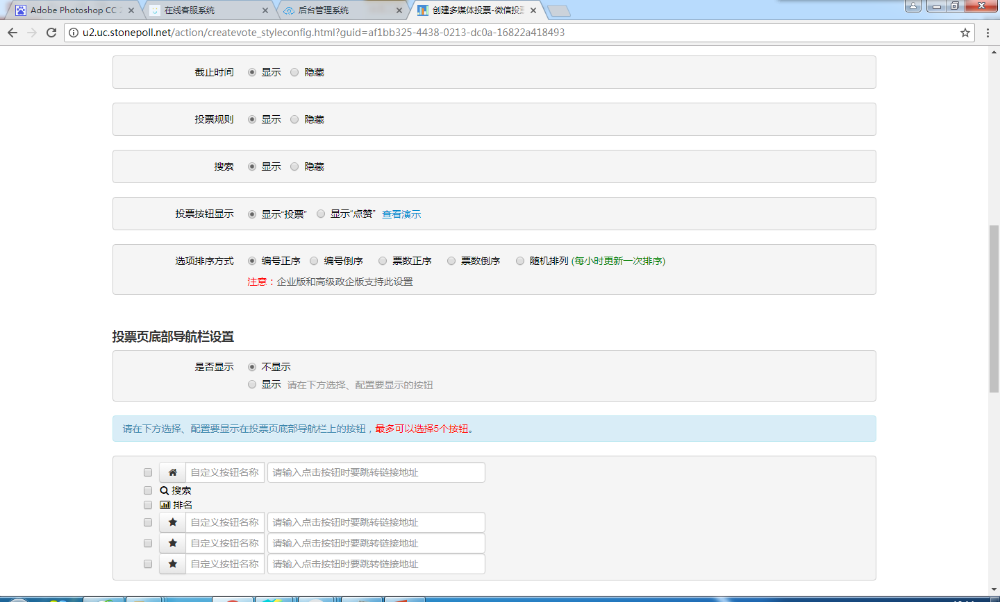 Adobe Photoshop CC 2
在线客服系统
后台管理系统
创建多媒体投票-微信投票
u2.uc.stonepoll.net/action/createvote_styleconfig.html?guid=af1bb325-4438-0213-dc0a-16822a418493
截止时间 显示 隐藏
投票规则 显示 隐藏
搜索 显示 隐藏
投票按钮显示 显示“投票” 显示“点赞” 查看演示
选项排序方式 编号正序 编号倒序 票数正序 票数倒序 随机排列 (每小时更新一次排序)
注意：企业版和高级政企版支持此设置
投票页底部导航栏设置
是否显示 不显示
显示 请在下方选择、配置要显示的按钮
请在下方选择、配置要显示在投票页底部导航栏上的按钮，最多可以选择5个按钮。
自定义按钮名称 请输入点击按钮时要跳转链接地址
搜索
排名
自定义按钮名称 请输入点击按钮时要跳转链接地址
自定义按钮名称 请输入点击按钮时要跳转链接地址
自定义按钮名称 请输入点击按钮时要跳转链接地址